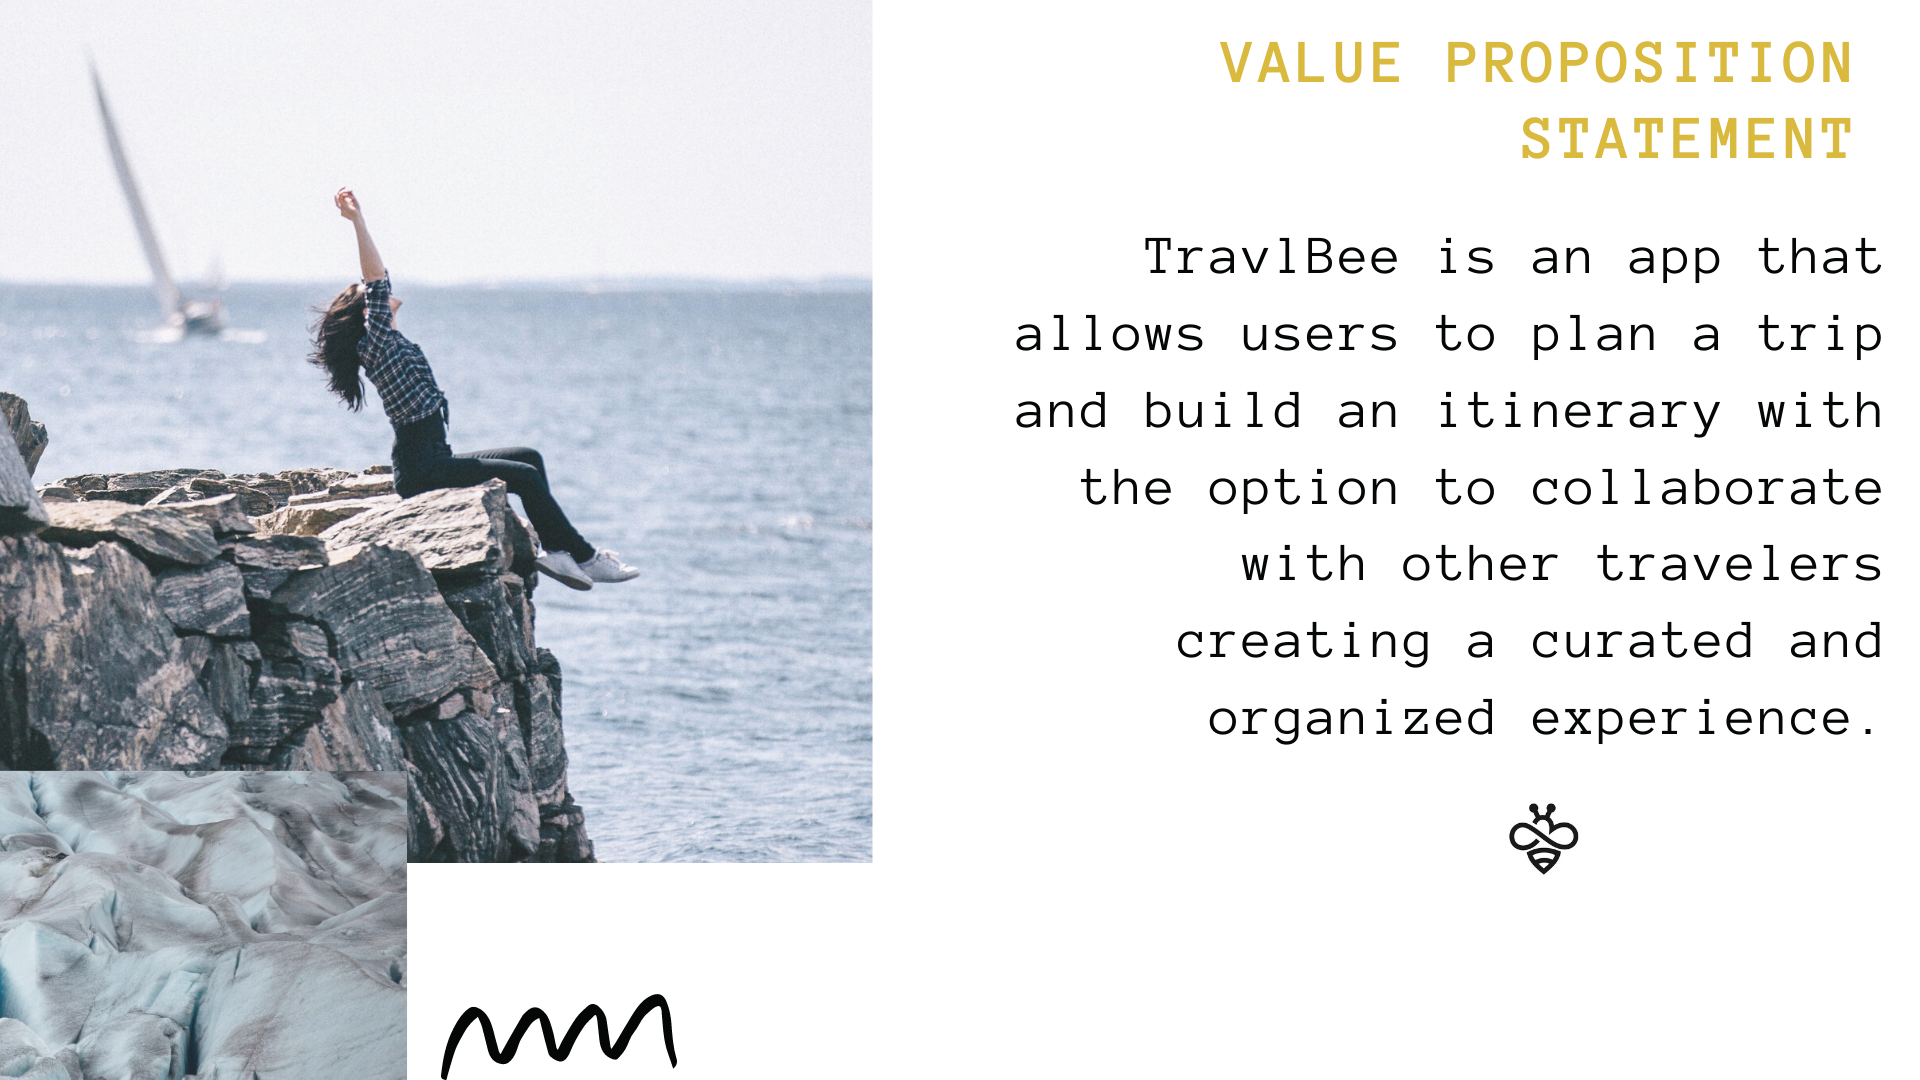 VALUE PROPOSITION
STATEMENT
TravlBee is an app that
allows users to plan a trip
and build an itinerary with
the option to collaborate
with other travelers
creating a curated and
organized experience.